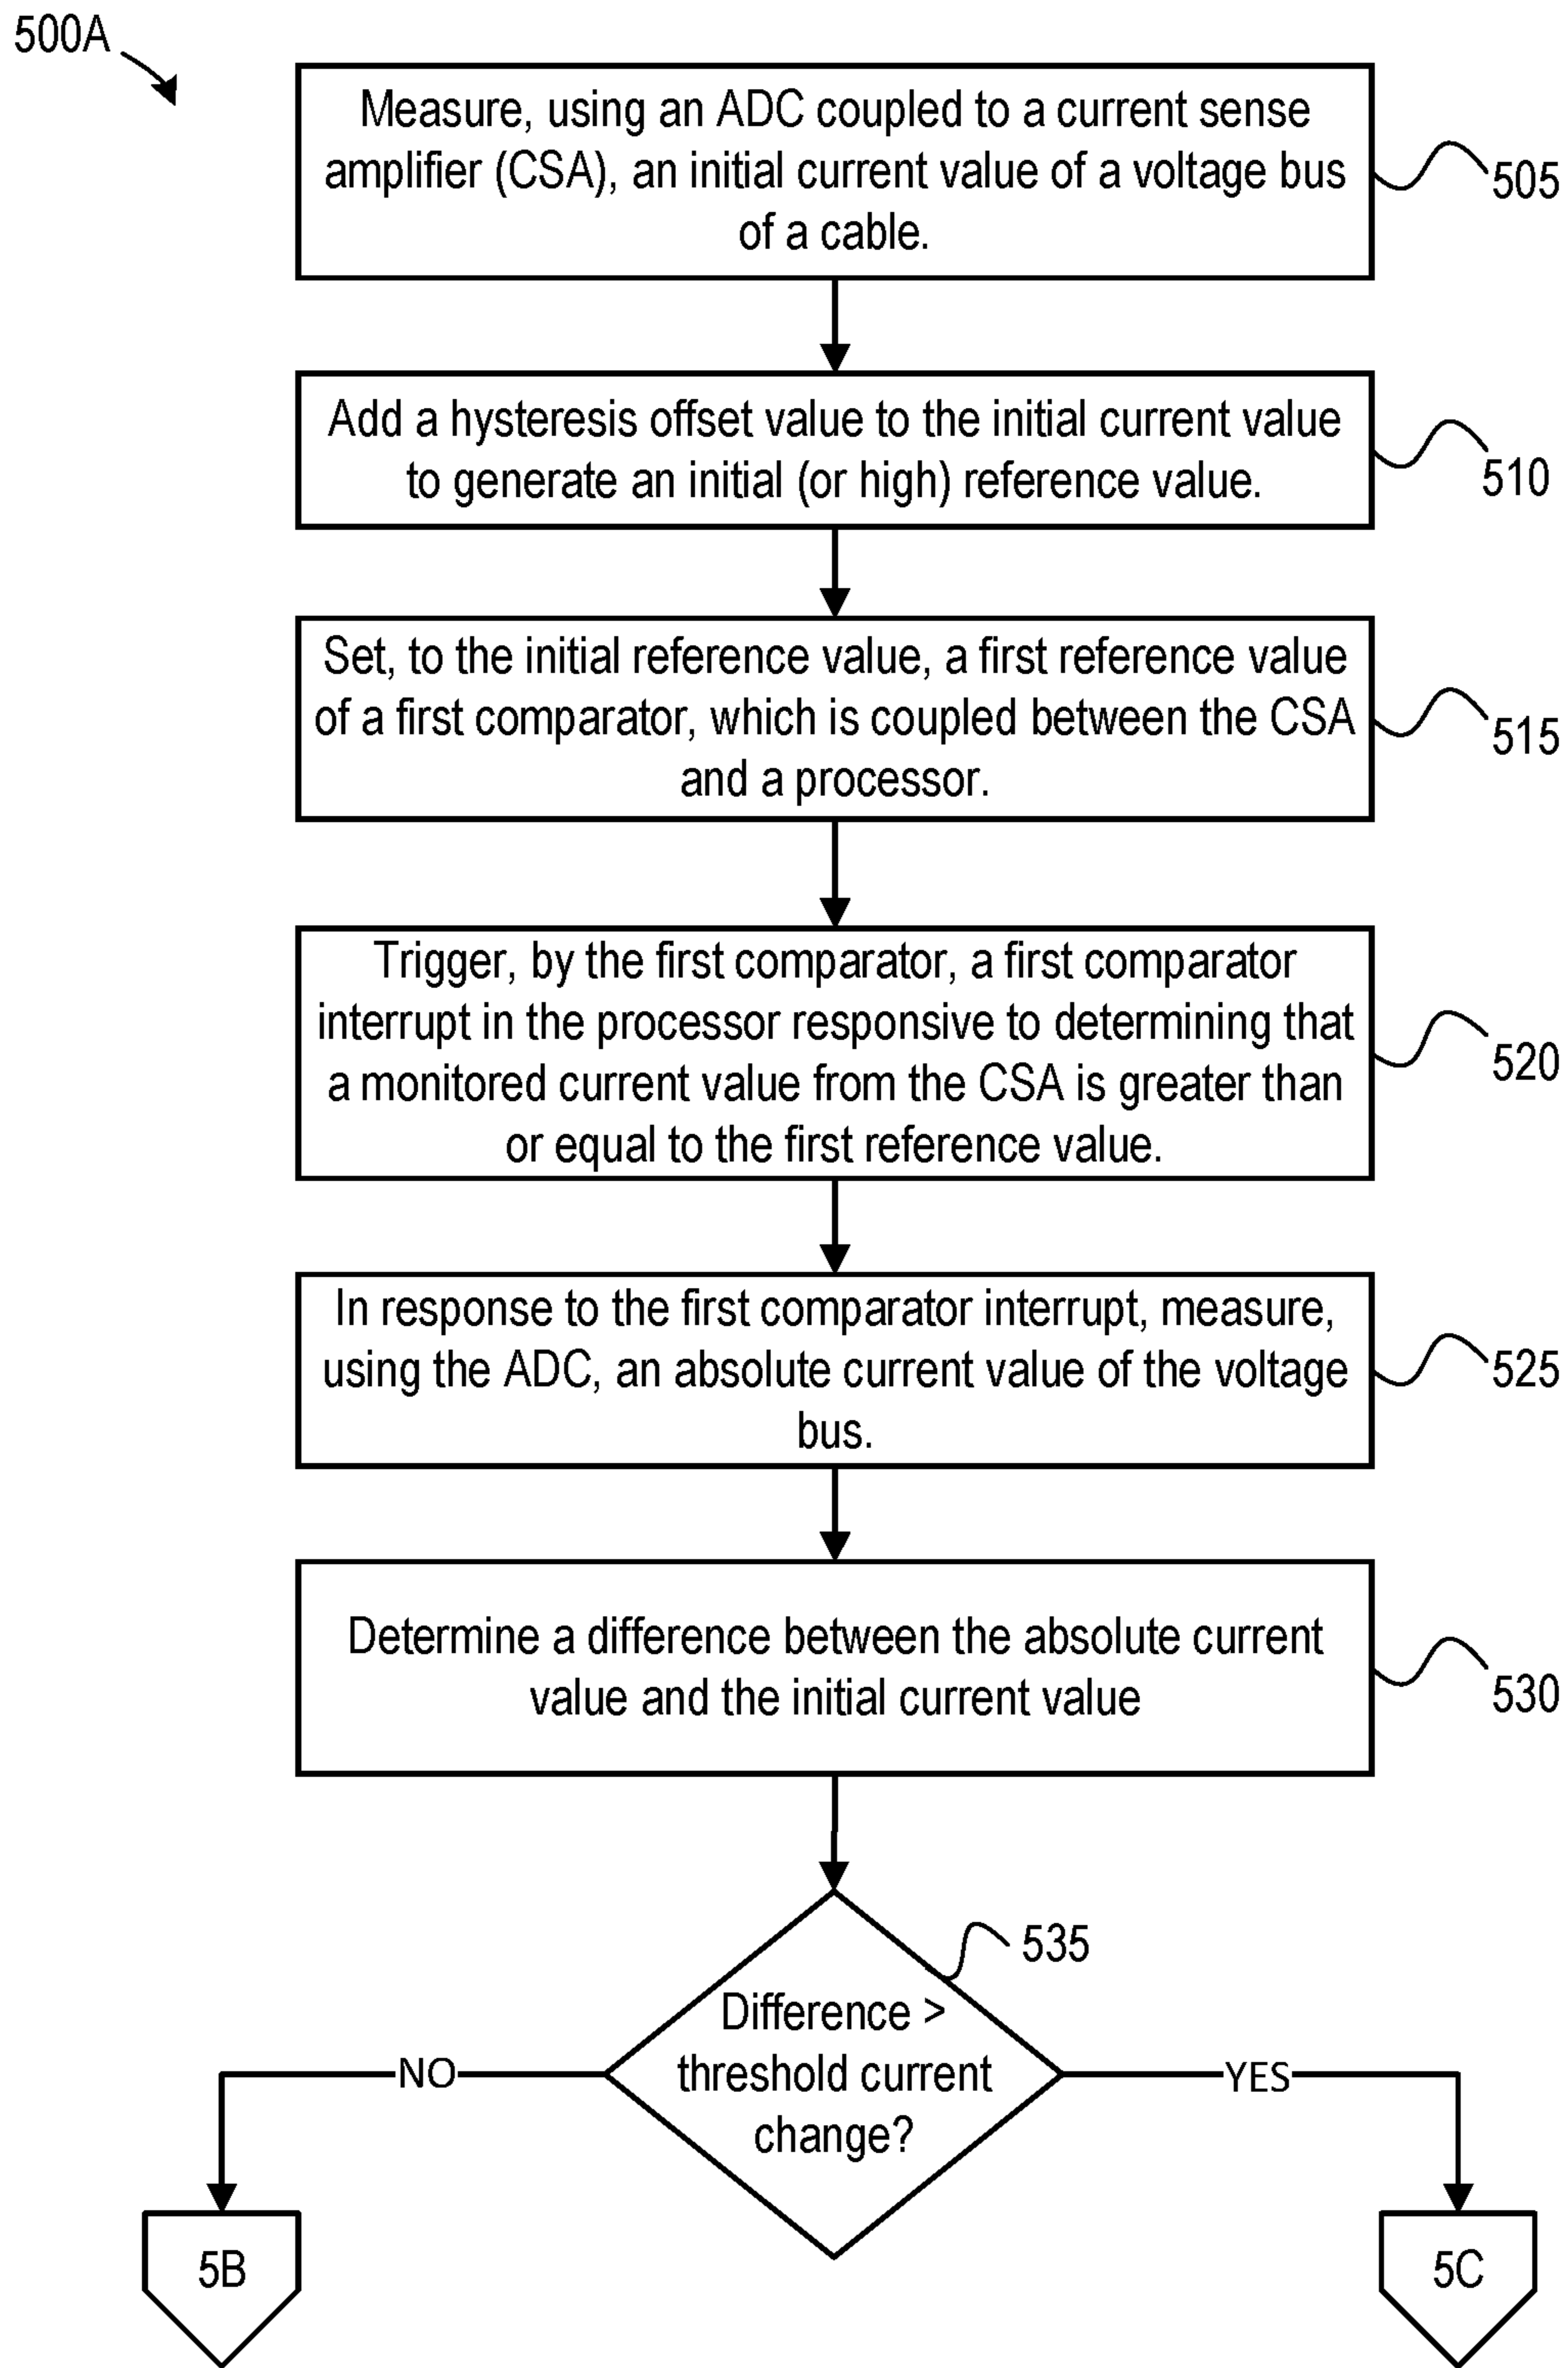 500A
Measure, using an ADC coupled to a current sense
amplifier (CSA), an initial current value of a voltage bus
of a cable.
505
Add a hysteresis offset value to the initial current value
to generate an initial (or high) reference value.
510
Set, to the initial reference value, a first reference value
of a first comparator, which is coupled between the CSA
and a processor.
515
Trigger, by the first comparator, a first comparator
interrupt in the processor responsive to determining that
a monitored current value from the CSA is greater than
or equal to the first reference value.
520
In response to the first comparator interrupt, measure,
using the ADC, an absolute current value of the voltage
bus.
525
Determine a difference between the absolute current
value and the initial current value
530
535
Difference >
threshold current
change?
NO
YES
5B
5C